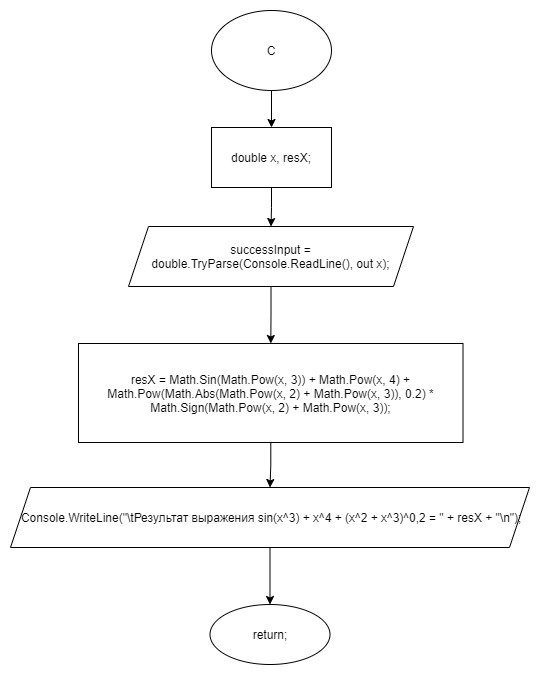 C
double x, resX;
successInput =
double.TryParse(Console.ReadLine(), out x);
resX = Math.Sin(Math.Pow(x, 3)) + Math.Pow(x, 4) +
Math.Pow(Math.Abs(Math.Pow(x, 2) + Math.Pow(x, 3)), 0.2) *
Math.Sign(Math.Pow(x, 2) + Math.Pow(x, 3));
Console.WriteLine("\tРезультат выражения sin(x^3) + x^4 + (x^2 + x^3)^0,2 = " + resX + "\n");
return;